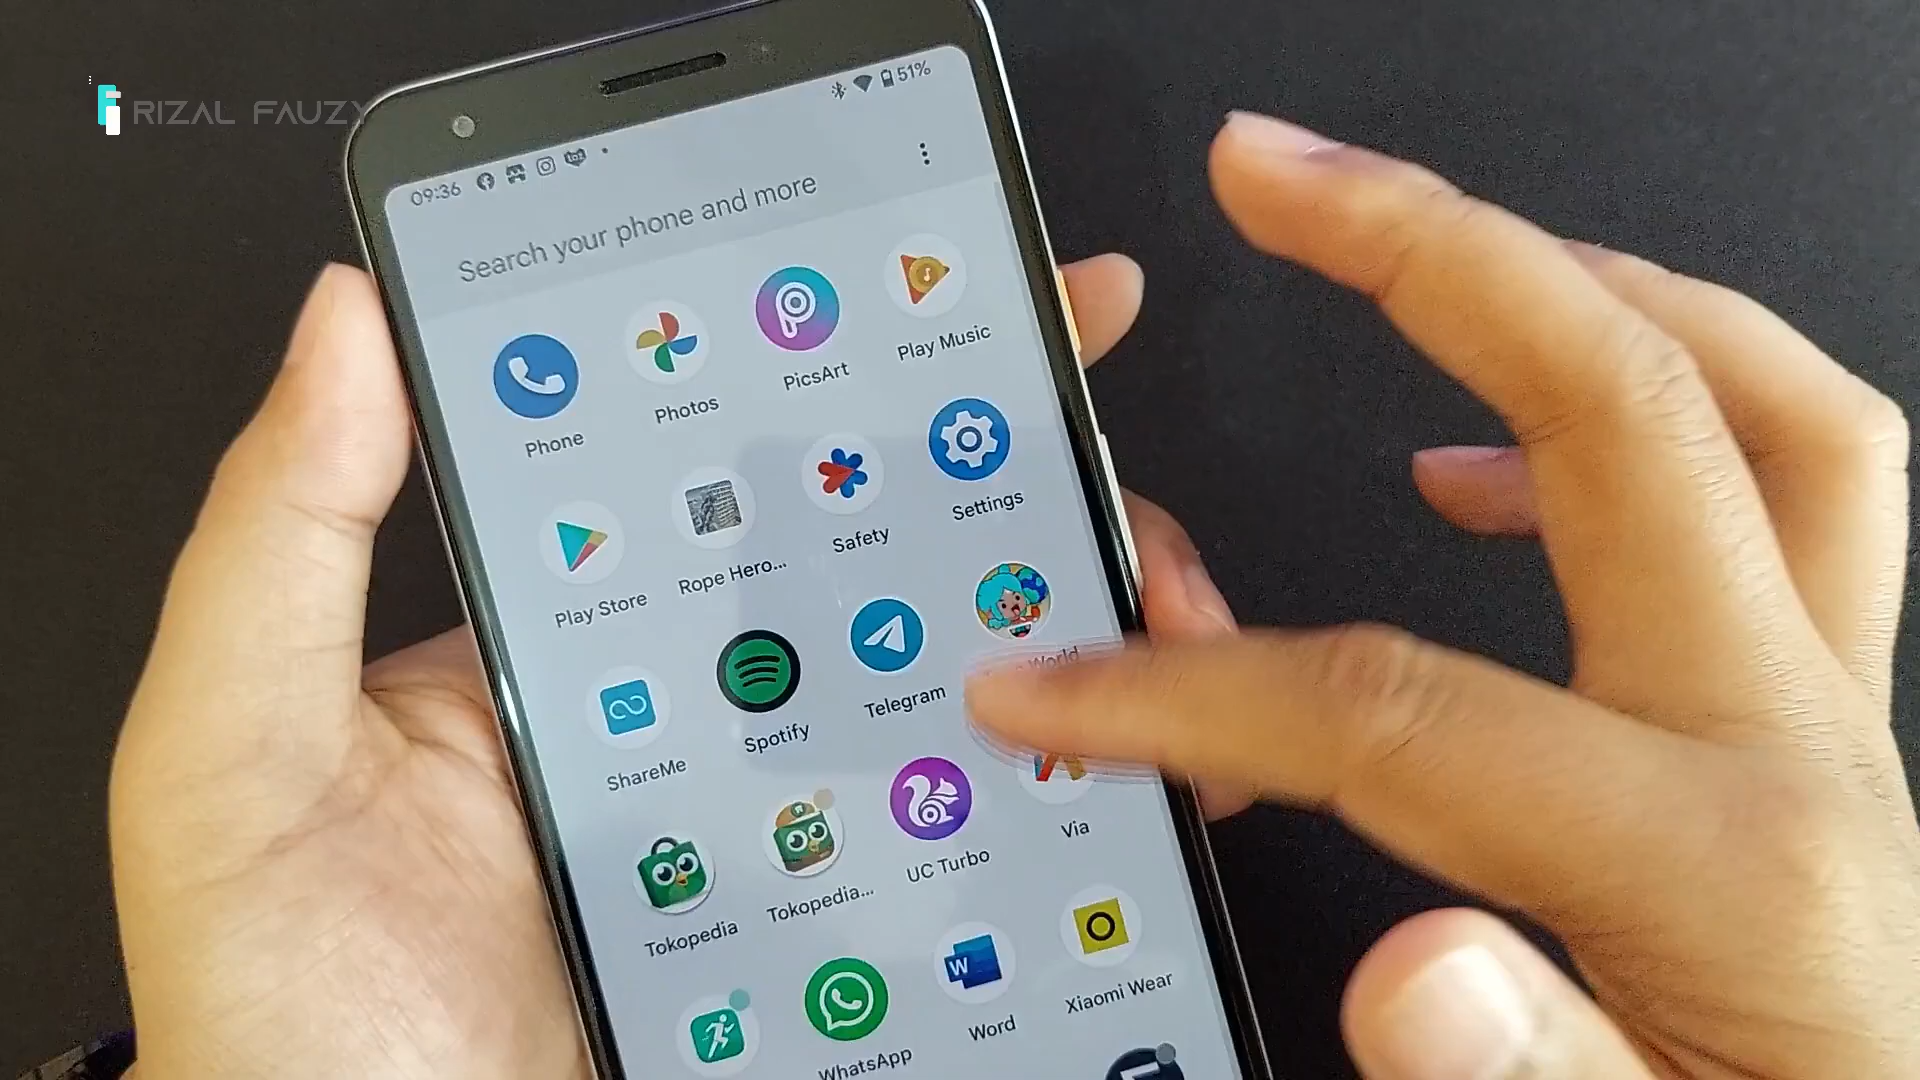 RIZAL FAUZY
09:36
51%
Search your phone and more
Phone
Photos
PicsArt
Play Music
Play Store
Rope Hero...
Safety
Settings
ShareMe
Spotify
Telegram
World
Tokopedia
Tokopedia...
UC Turbo
Via
WhatsApp
W
Word
Xiaomi Wear